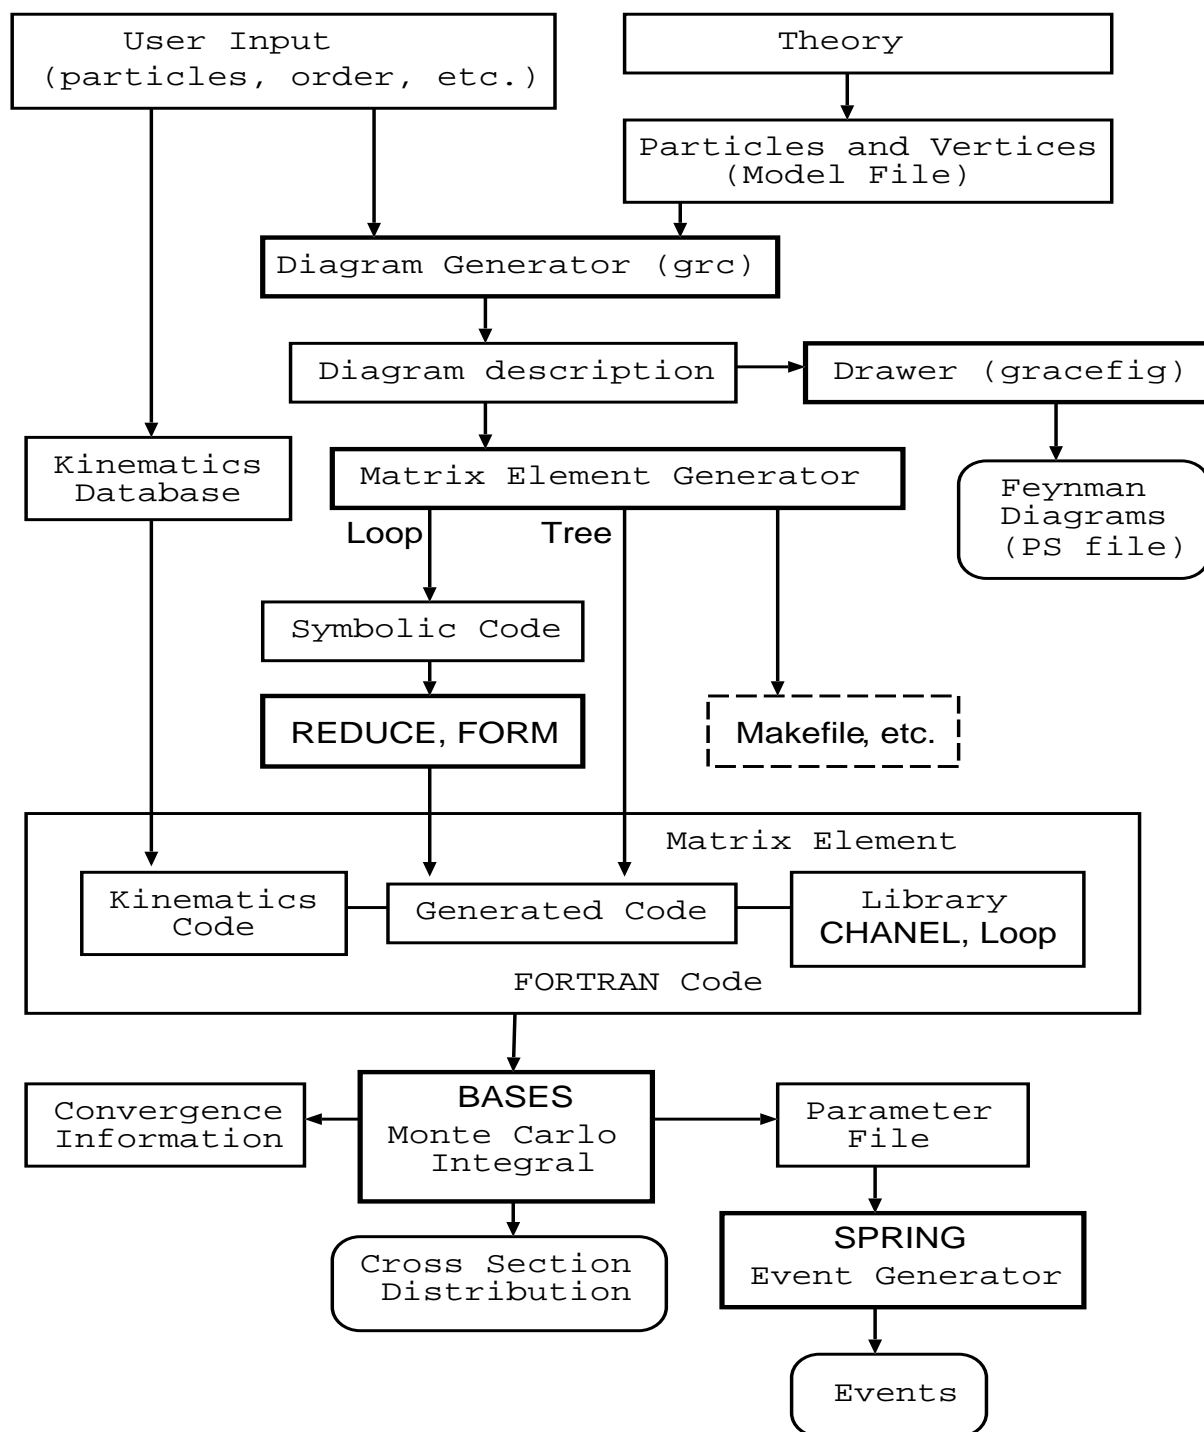 User Input
(particles, order, etc.)
Theory
Particles and Vertices
(Model File)
Diagram Generator (grc)
Diagram description
Drawer (gracefig)
Kinematics
Database
Matrix Element Generator
Feynman
Diagrams
(PS file)
Loop
Tree
Symbolic Code
REDUCE, FORM
Makefile, etc.
Matrix Element
Kinematics
Code
Generated Code
Library
CHANEL, Loop
FORTRAN Code
BASES
Monte Carlo
Integral
Convergence
Information
Parameter
File
SPRING
Event Generator
Cross Section
Distribution
Events